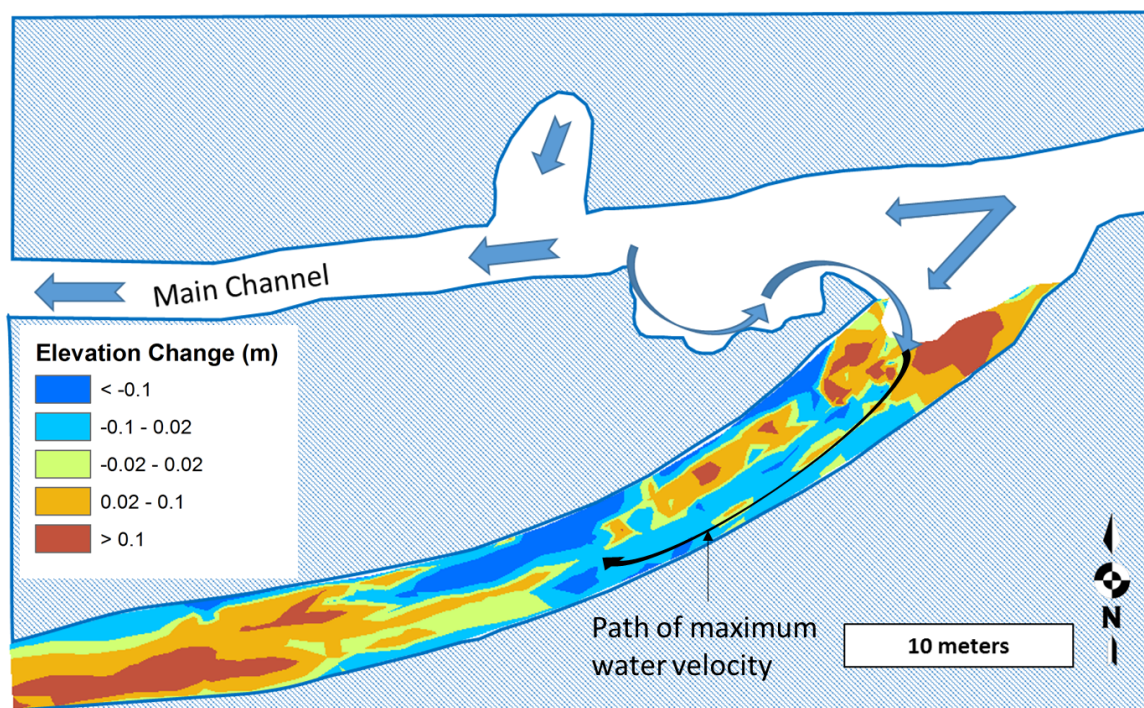 Main Channel
Elevation Change (m)
< -0.1
-0.1 - 0.02
-0.02 - 0.02
0.02 - 0.1
> 0.1
Path of maximum
water velocity
10 meters
N